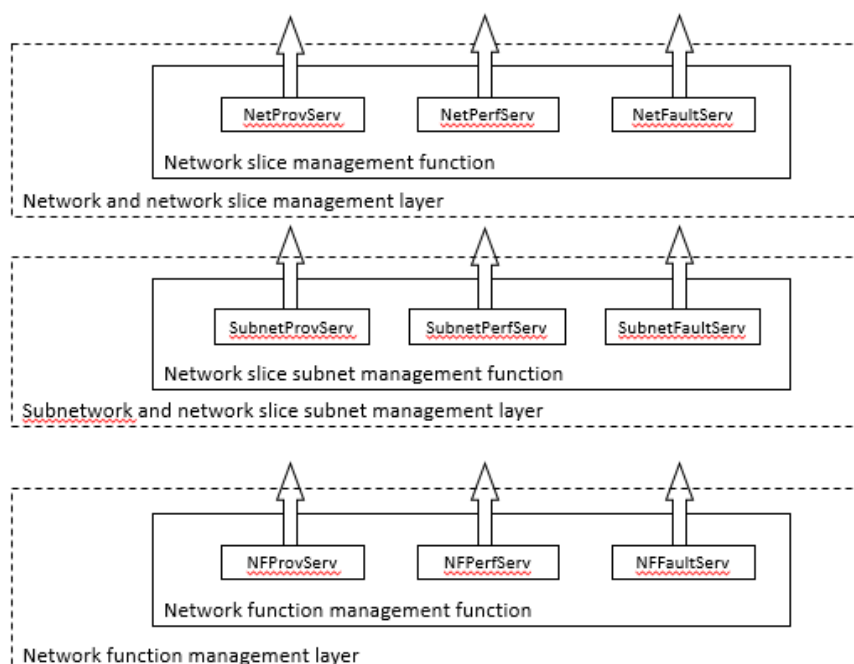 NetProvServ NetPerfServ NetFaultServ
Network slice management function
Network and network slice management layer
SubnetProvServ SubnetPerfServ SubnetFaultServ
Network slice subnet management function
Subnetwork and network slice subnet management layer
NFProvServ NFPerfServ NFFaultServ
Network function management function
Network function management layer